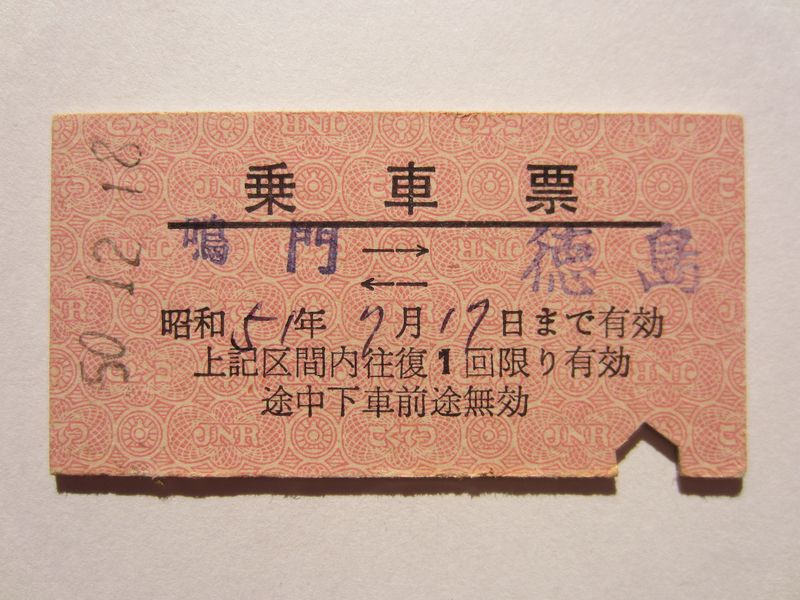 乗車票
鳴門 → ← 徳島
昭和51年7月17日まで有効
上記区間内往復1回限り有効
途中下車前途無効
50 12 18